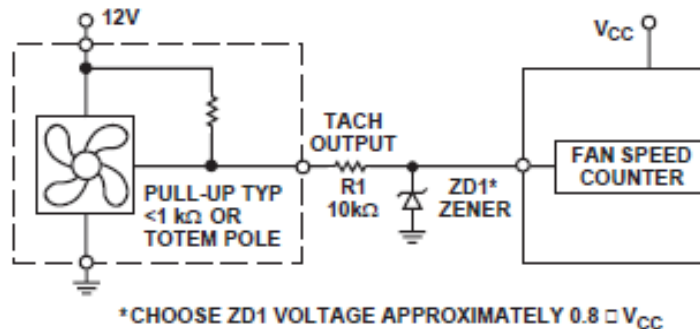 12V
VCC
TACH
OUTPUT
R1
10kΩ
ZD1*
ZENER
FAN SPEED
COUNTER
PULL-UP TYP
<1 kΩ OR
TOTEM POLE
*CHOOSE ZD1 VOLTAGE APPROXIMATELY 0.8 □ VCC